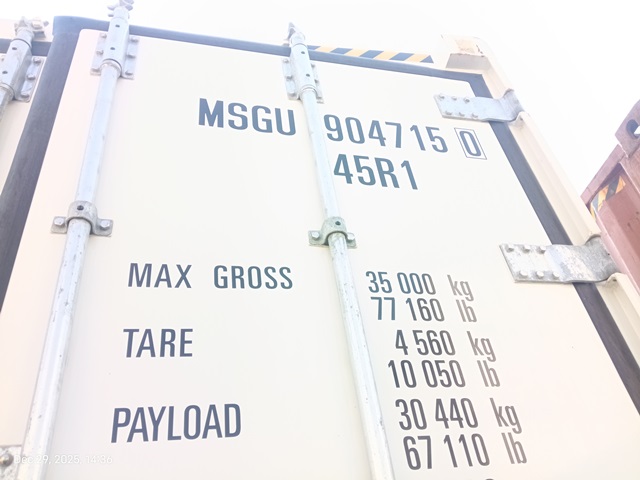 MSGU 904715 0
45R1
MAX GROSS 35 000 kg
77 160 lb
TARE 4 560 kg
10 050 lb
PAYLOAD 30 440 kg
67 110 lb